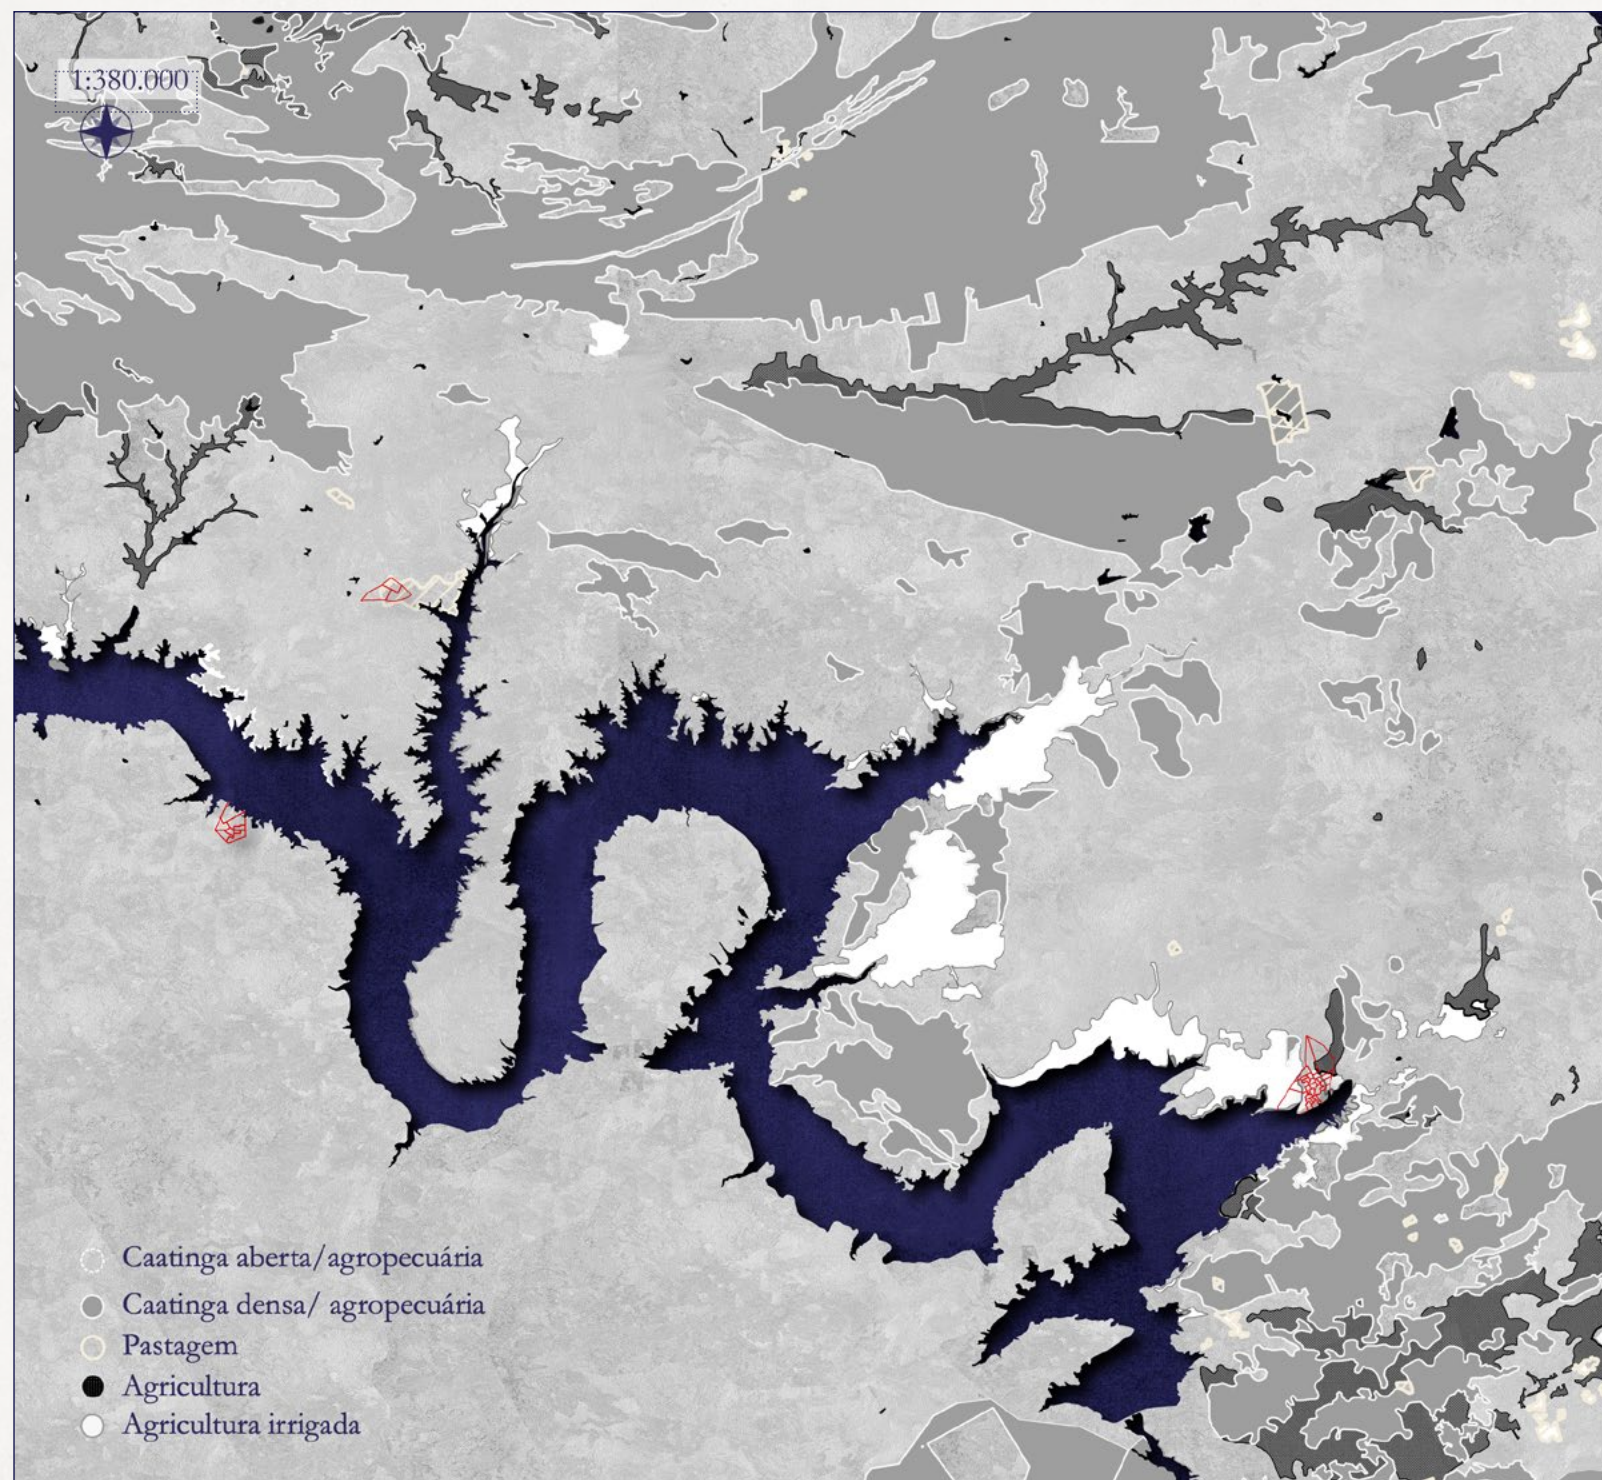 1:380.000
Caatinga aberta/agropecuária
Caatinga densa/ agropecuária
Pastagem
Agricultura
Agricultura irrigada